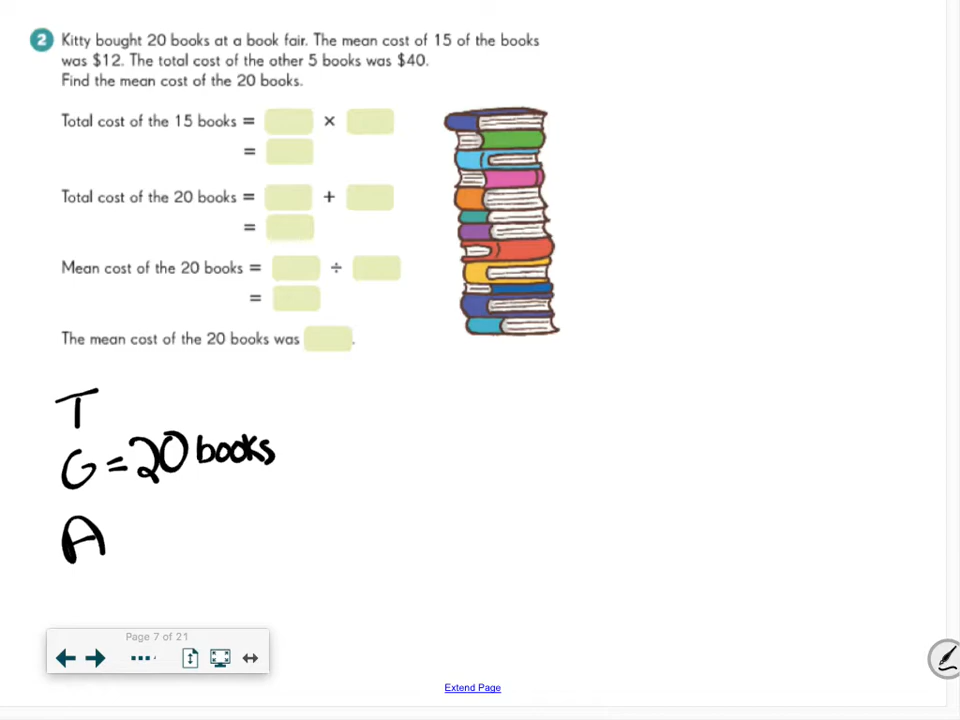 2 Kitty bought 20 books at a book fair. The mean cost of 15 of the books
was $12. The total cost of the other 5 books was $40.
Find the mean cost of the 20 books.
Total cost of the 15 books = ×
=
Total cost of the 20 books = +
=
Mean cost of the 20 books = ÷
=
The mean cost of the 20 books was .
T
G = 20 books
A
Page 7 of 21
Extend Page